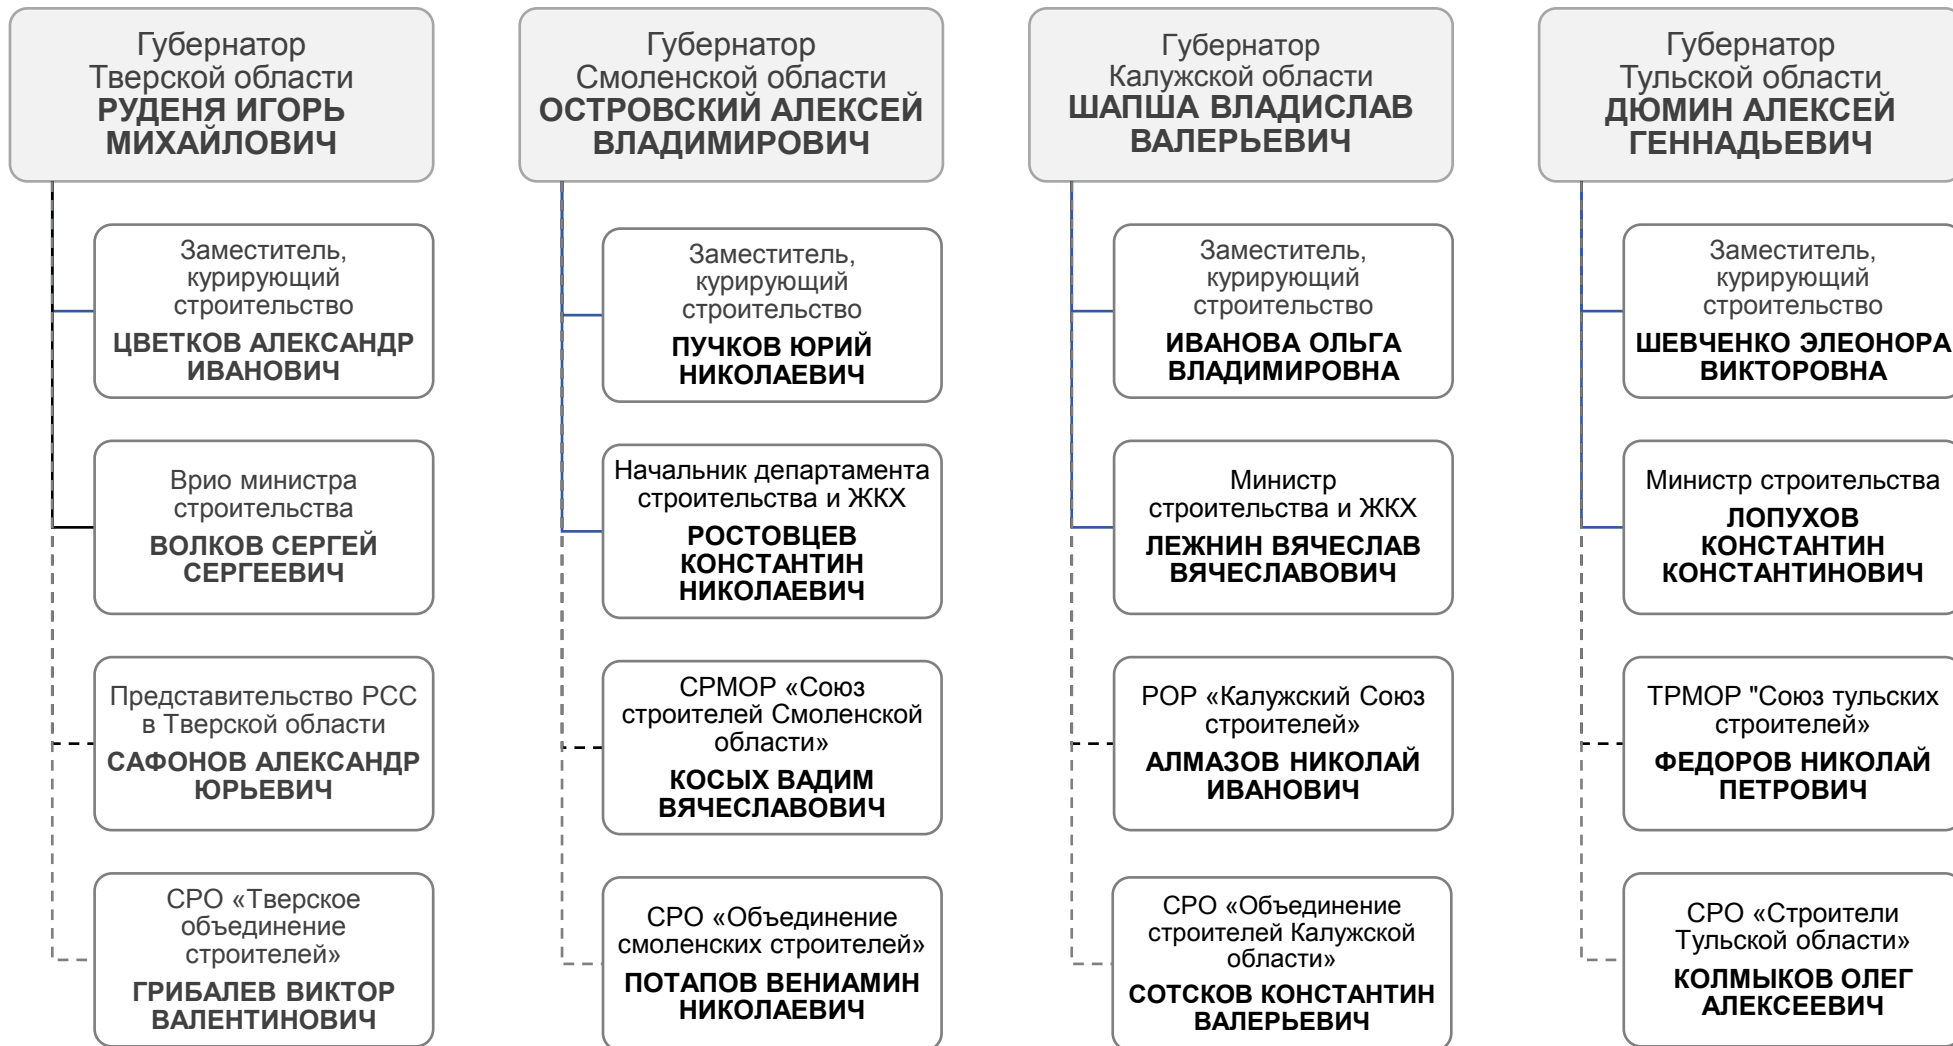 Губернатор
Тверской области
РУДЕНЯ ИГОРЬ
МИХАЙЛОВИЧ
Заместитель,
курирующий
строительство
ЦВЕТКОВ АЛЕКСАНДР
ИВАНОВИЧ
Врио министра
строительства
ВОЛКОВ СЕРГЕЙ
СЕРГЕЕВИЧ
Представительство РСС
в Тверской области
САФОНОВ АЛЕКСАНДР
ЮРЬЕВИЧ
СРО «Тверское
объединение
строителей»
ГРИБАЛЕВ ВИКТОР
ВАЛЕНТИНОВИЧ
Губернатор
Смоленской области
ОСТРОВСКИЙ АЛЕКСЕЙ
ВЛАДИМИРОВИЧ
Заместитель,
курирующий
строительство
ПУЧКОВ ЮРИЙ
НИКОЛАЕВИЧ
Начальник департамента
строительства и ЖКХ
РОСТОВЦЕВ
КОНСТАНТИН
НИКОЛАЕВИЧ
СРМОР «Союз
строителей Смоленской
области»
КОСЫХ ВАДИМ
ВЯЧЕСЛАВОВИЧ
СРО «Объединение
смоленских строителей»
ПОТАПОВ ВЕНИАМИН
НИКОЛАЕВИЧ
Губернатор
Калужской области
ШАПША ВЛАДИСЛАВ
ВАЛЕРЬЕВИЧ
Заместитель,
курирующий
строительство
ИВАНОВА ОЛЬГА
ВЛАДИМИРОВНА
Министр
строительства и ЖКХ
ЛЕЖНИН ВЯЧЕСЛАВ
ВЯЧЕСЛАВОВИЧ
РОР «Калужский Союз
строителей»
АЛМАЗОВ НИКОЛАЙ
ИВАНОВИЧ
СРО «Объединение
строителей Калужской
области»
СОТСКОВ КОНСТАНТИН
ВАЛЕРЬЕВИЧ
Губернатор
Тульской области
ДЮМИН АЛЕКСЕЙ
ГЕННАДЬЕВИЧ
Заместитель,
курирующий
строительство
ШЕВЧЕНКО ЭЛЕОНОРА
ВИКТОРОВНА
Министр строительства
ЛОПУХОВ
КОНСТАНТИН
КОНСТАНТИНОВИЧ
ТРМОР "Союз тульских
строителей»
ФЕДОРОВ НИКОЛАЙ
ПЕТРОВИЧ
СРО «Строители
Тульской области»
КОЛМЫКОВ ОЛЕГ
АЛЕКСЕЕВИЧ